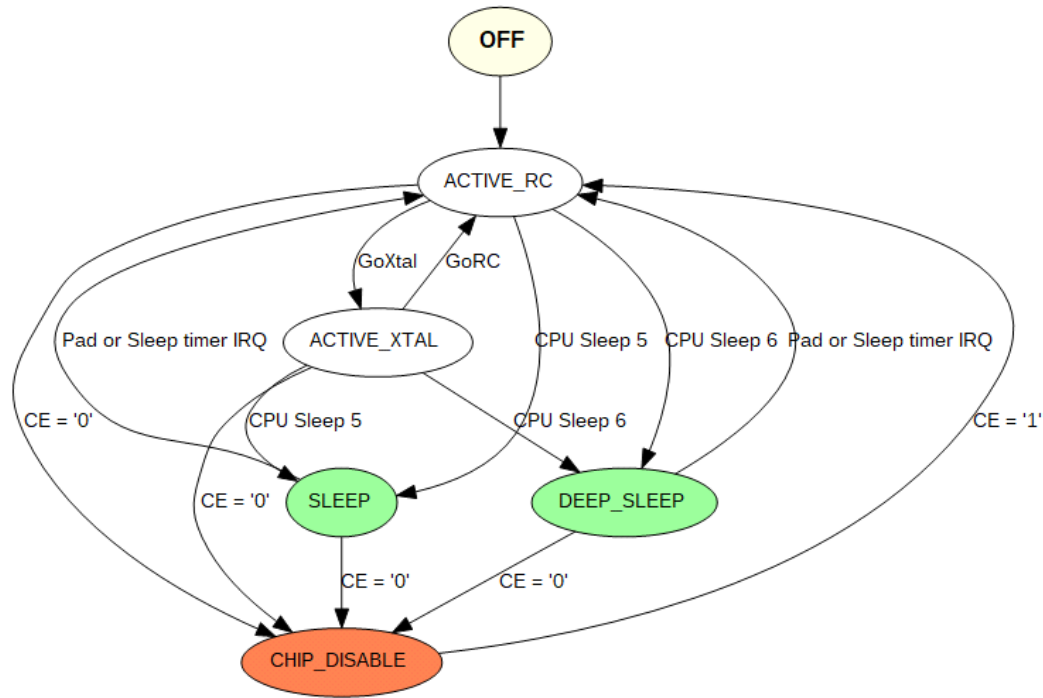 OFF
ACTIVE_RC
GoXtal
GoRC
Pad or Sleep timer IRQ
ACTIVE_XTAL
CPU Sleep 5
CPU Sleep 6
Pad or Sleep timer IRQ
CE = '0'
CPU Sleep 5
CPU Sleep 6
CE = '1'
CE = '0'
SLEEP
DEEP_SLEEP
CE = '0'
CE = '0'
CHIP_DISABLE